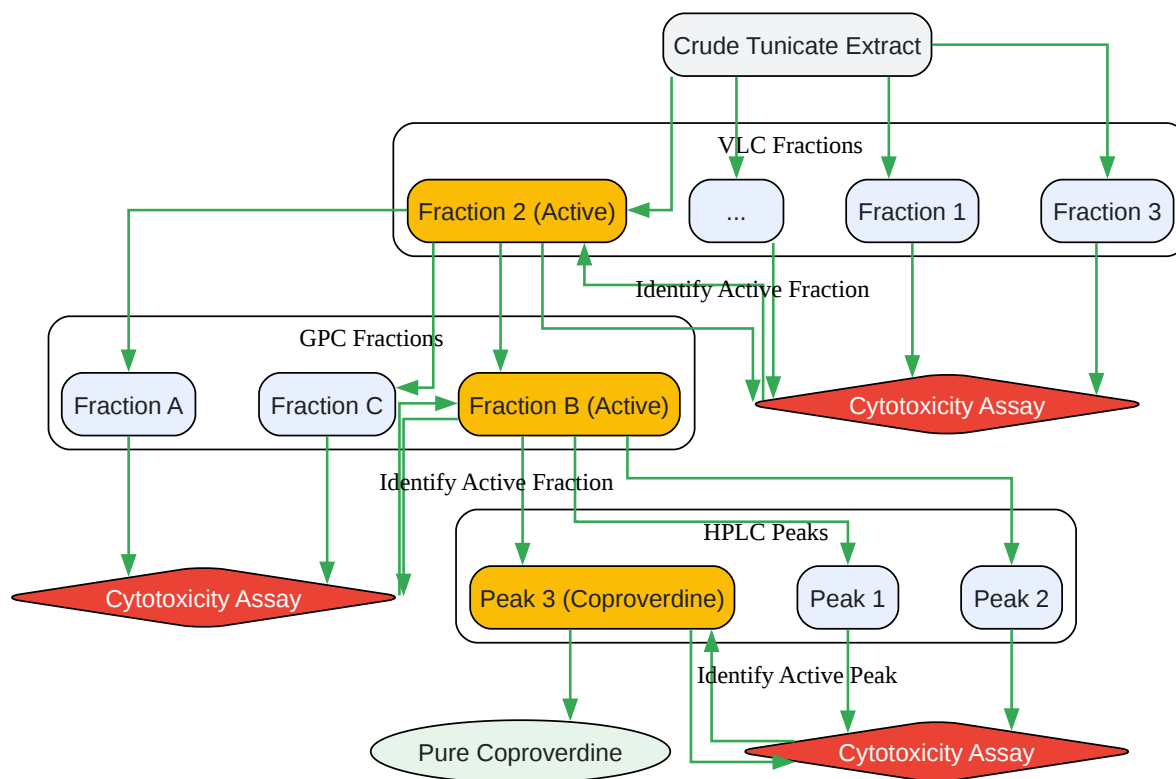 Crude Tunicate Extract
VLC Fractions
Fraction 2 (Active)
...
Fraction 1
Fraction 3
Identify Active Fraction
GPC Fractions
Fraction A
Fraction C
Fraction B (Active)
Cytotoxicity Assay
Identify Active Fraction
HPLC Peaks
Cytotoxicity Assay
Peak 3 (Coproverdine)
Peak 1
Peak 2
Identify Active Peak
Pure Coproverdine
Cytotoxicity Assay